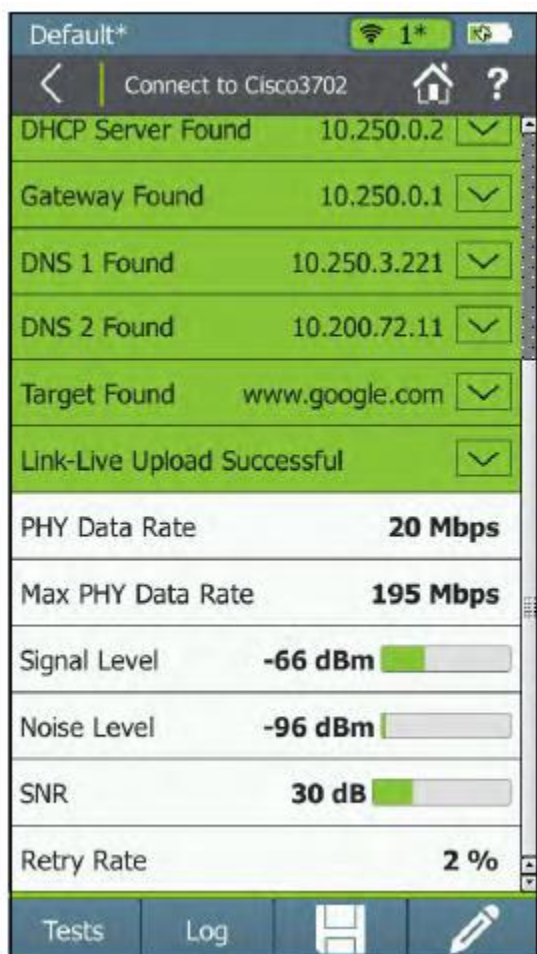 Default* 1*
Connect to Cisco3702 ?
DHCP Server Found 10.250.0.2
Gateway Found 10.250.0.1
DNS 1 Found 10.250.3.221
DNS 2 Found 10.200.72.11
Target Found www.google.com
Link-Live Upload Successful
PHY Data Rate 20 Mbps
Max PHY Data Rate 195 Mbps
Signal Level -66 dBm
Noise Level -96 dBm
SNR 30 dB
Retry Rate 2 %
Tests Log